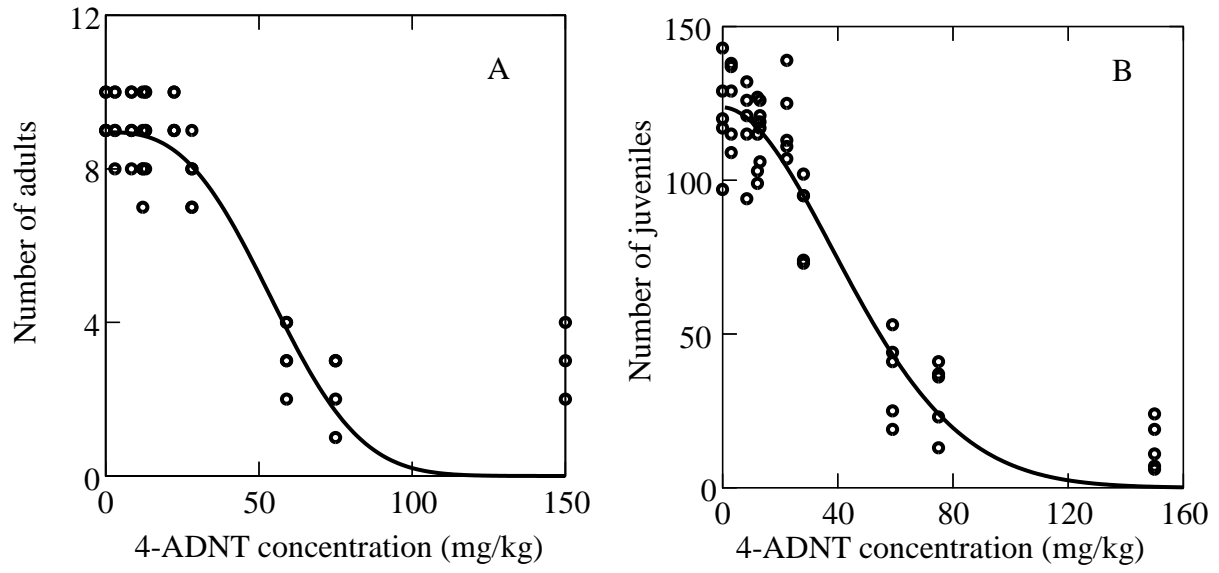 12
8
4
0
0
50
100
150
A
Number of adults
4-ADNT concentration (mg/kg)
150
100
50
0
0
40
80
120
160
B
Number of juveniles
4-ADNT concentration (mg/kg)